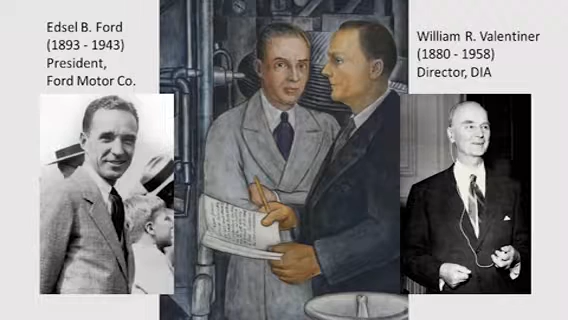 Edsel B. Ford
(1893 - 1943)
President,
Ford Motor Co.
William R. Valentiner
(1880 - 1958)
Director, DIA